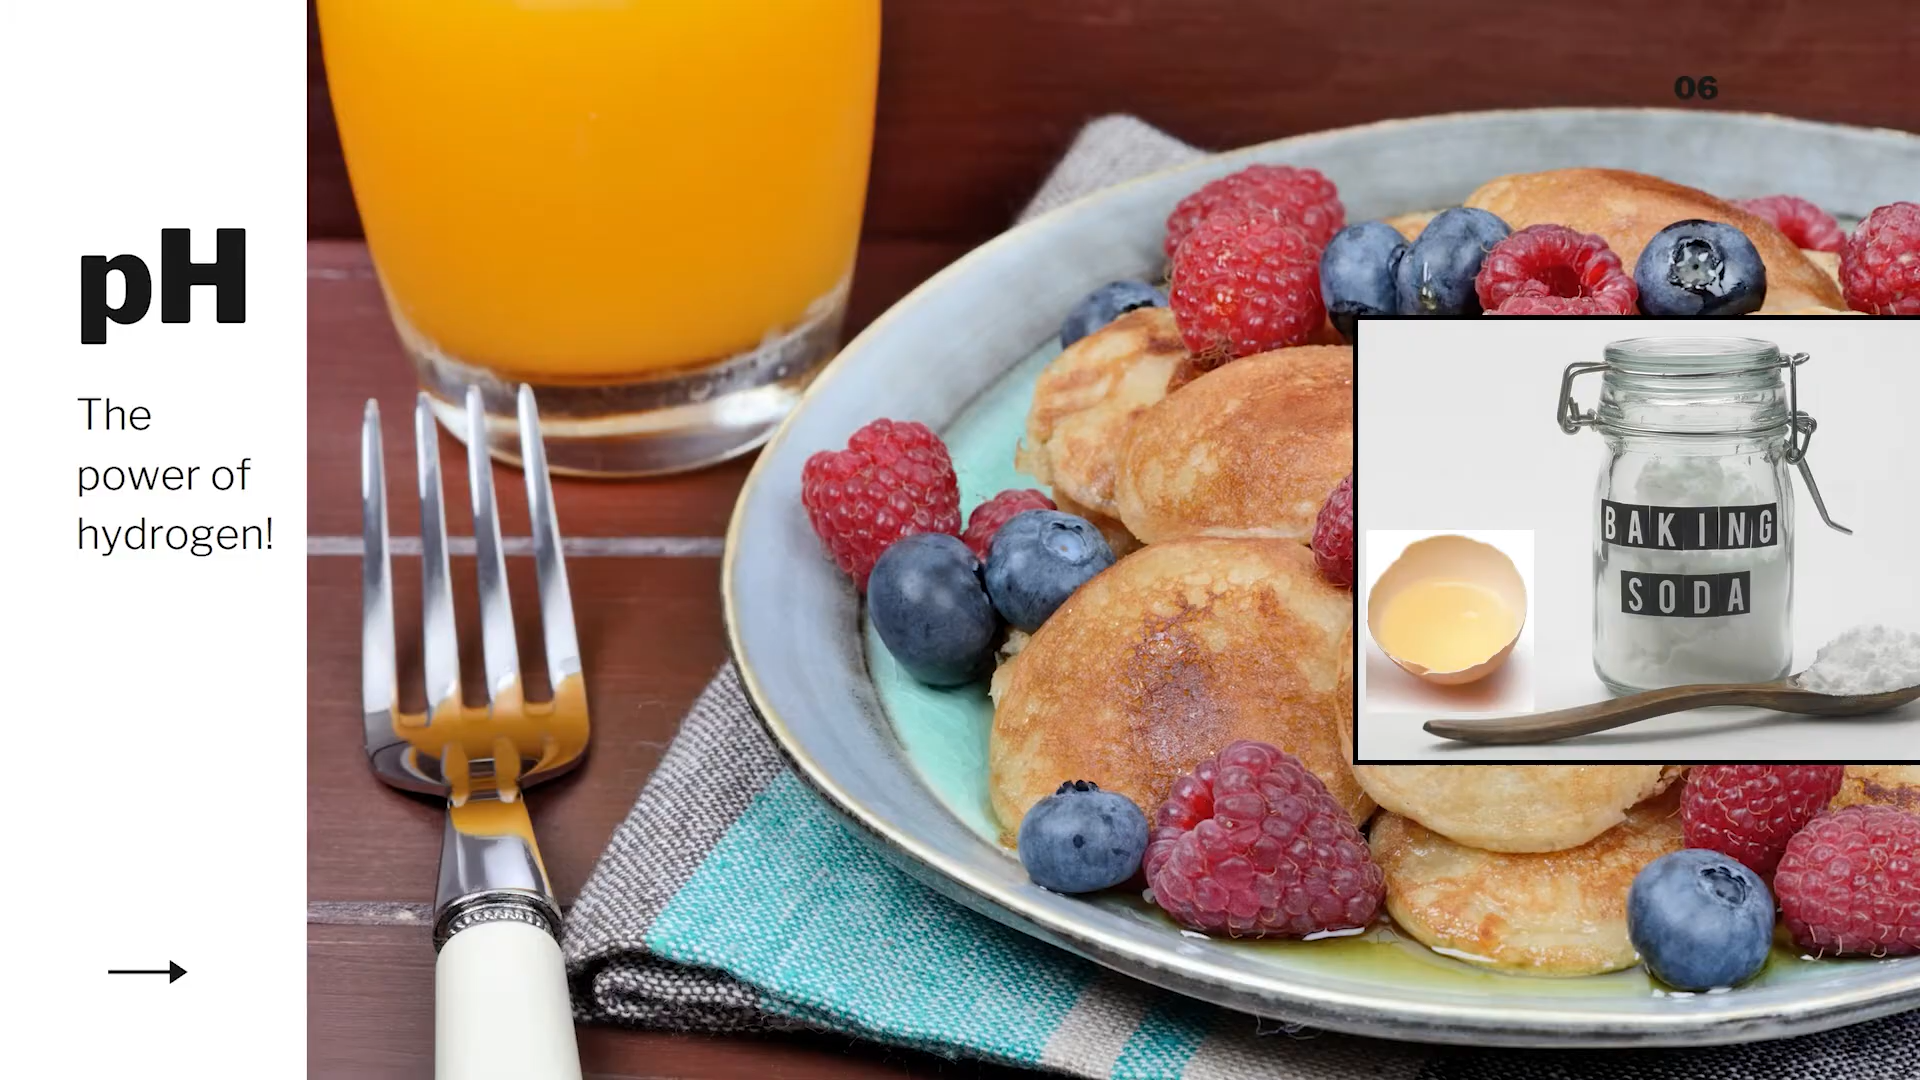 06
pH
The
power of
hydrogen!
BAKING
SODA